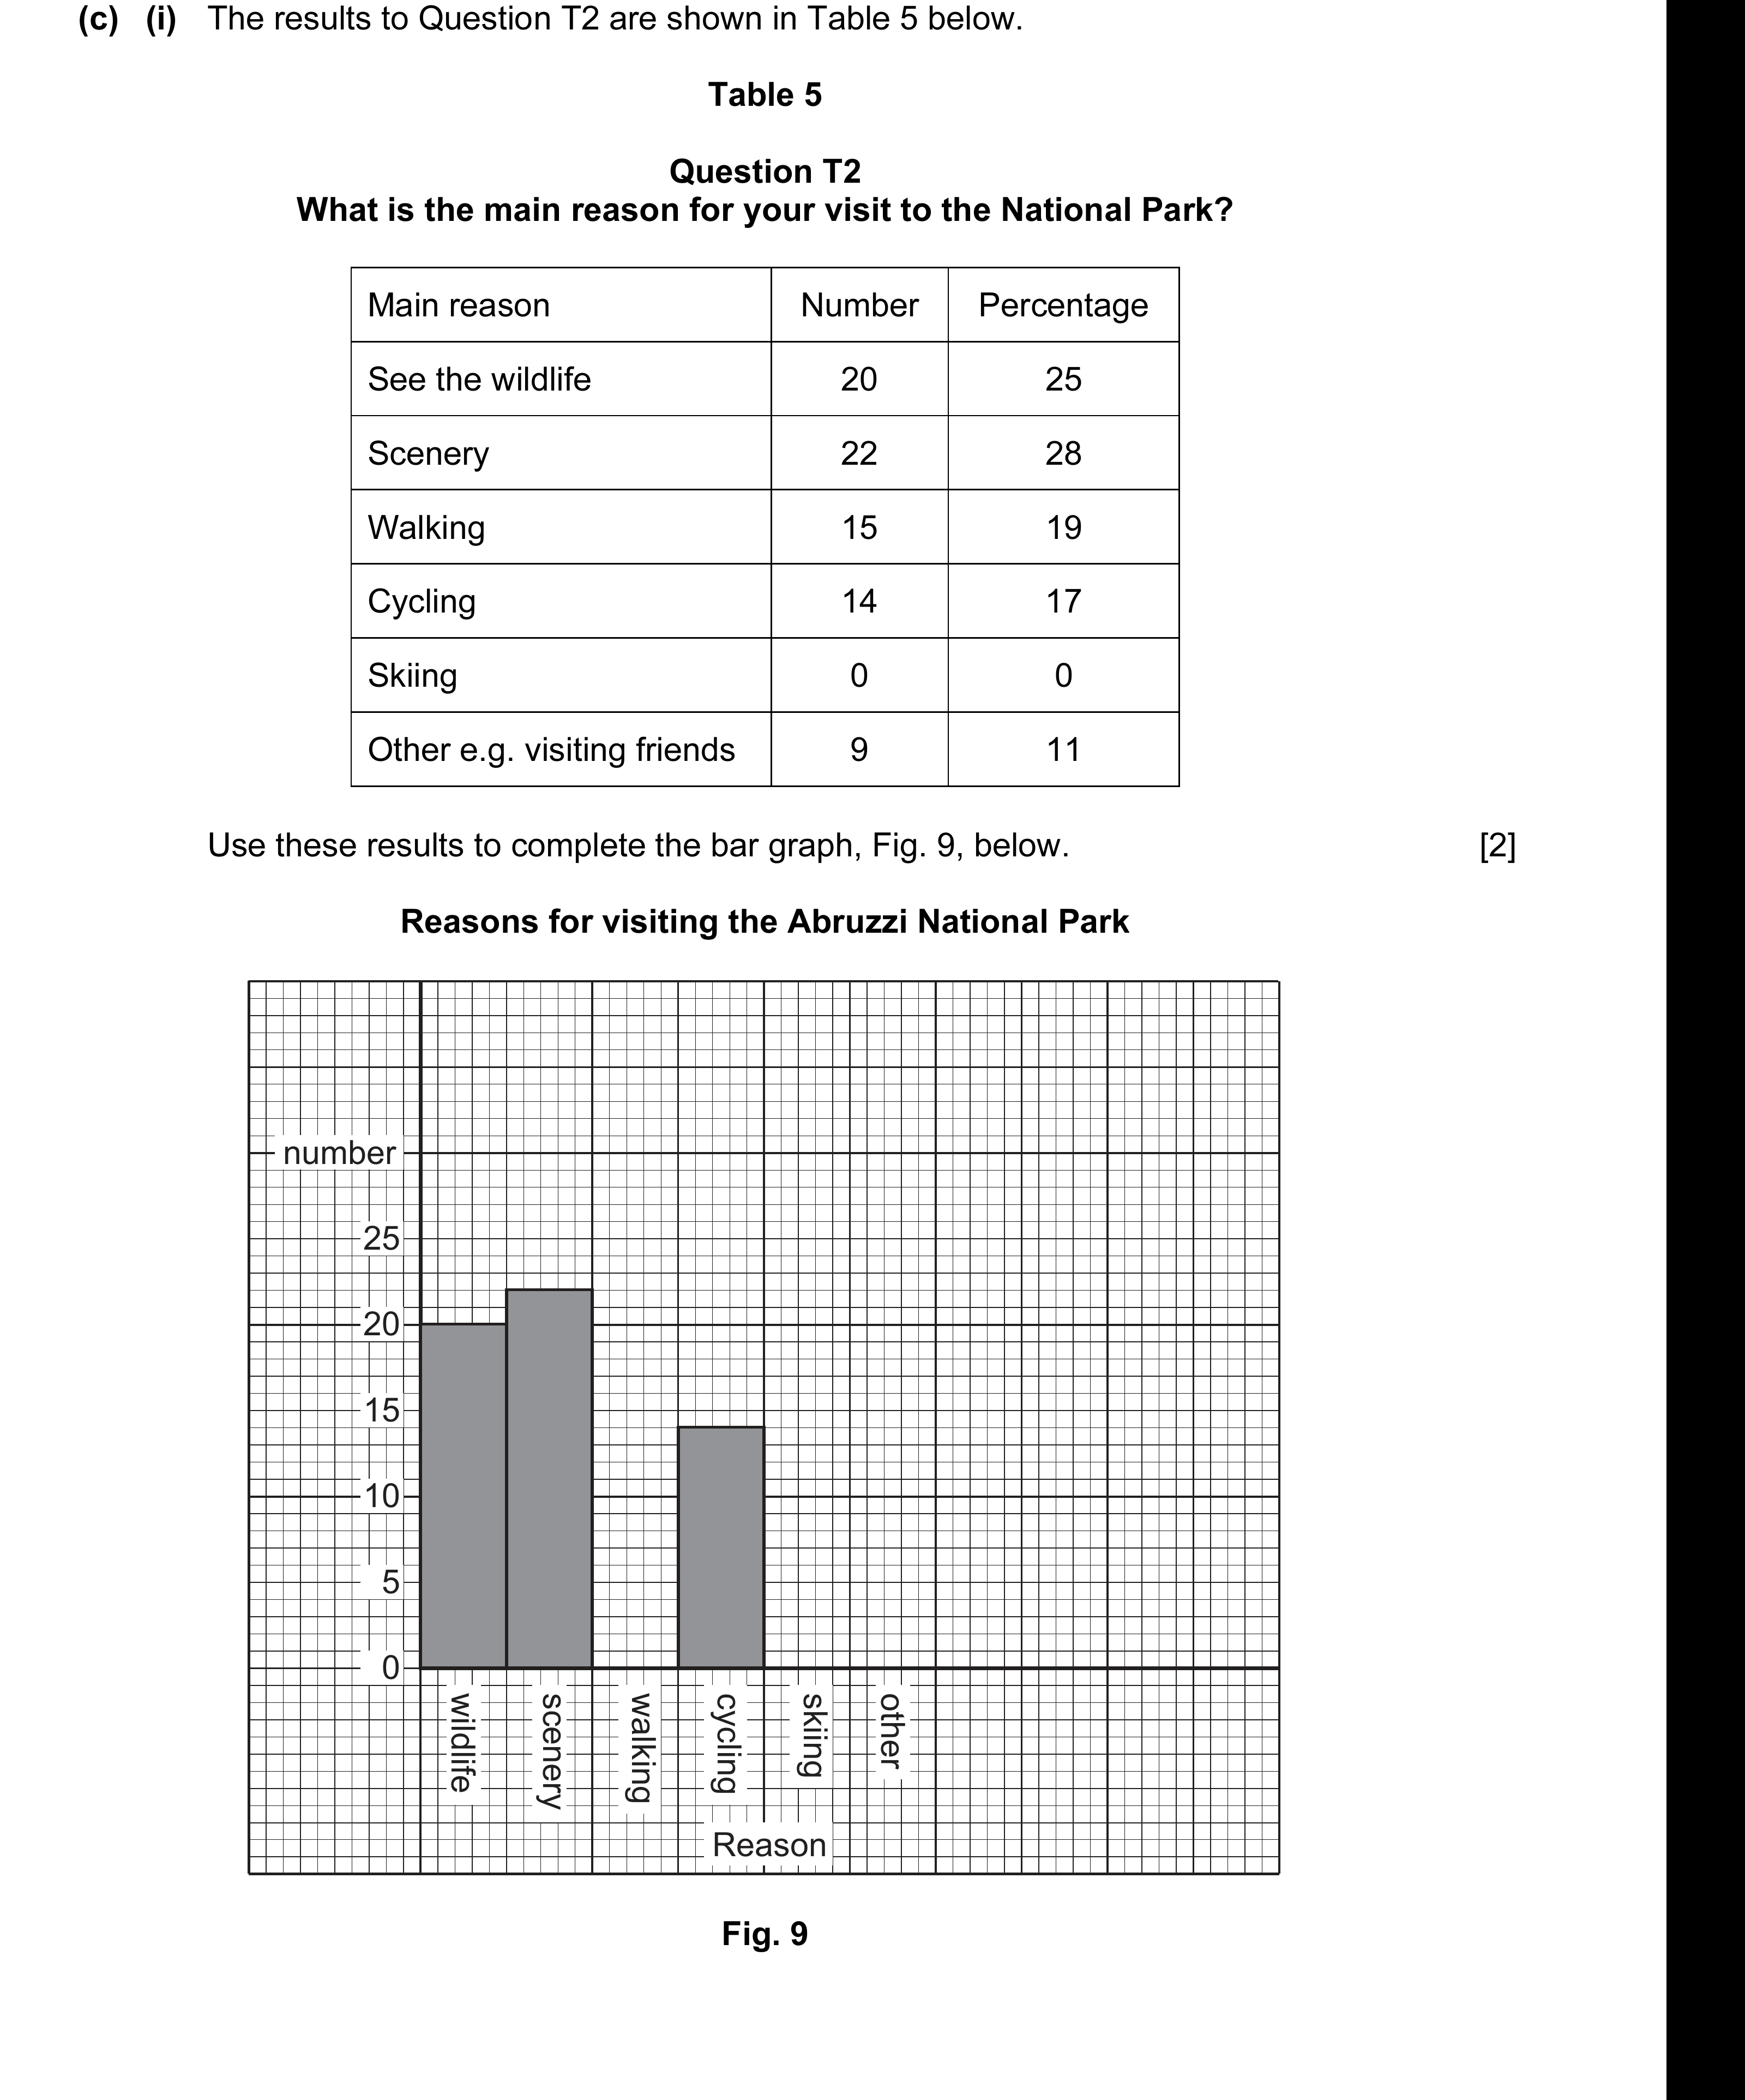 (c) (i) The results to Question T2 are shown in Table 5 below.
Table 5
Question T2
What is the main reason for your visit to the National Park?
Main reason Number Percentage
See the wildlife 20 25
Scenery 22 28
Walking 15 19
Cycling 14 17
Skiing 0 0
Other e.g. visiting friends 9 11
Use these results to complete the bar graph, Fig. 9, below. [2]
Reasons for visiting the Abruzzi National Park
number
25
20
15
10
5
0
wildlife
scenery
walking
cycling
skiing
other
Reason
Fig. 9